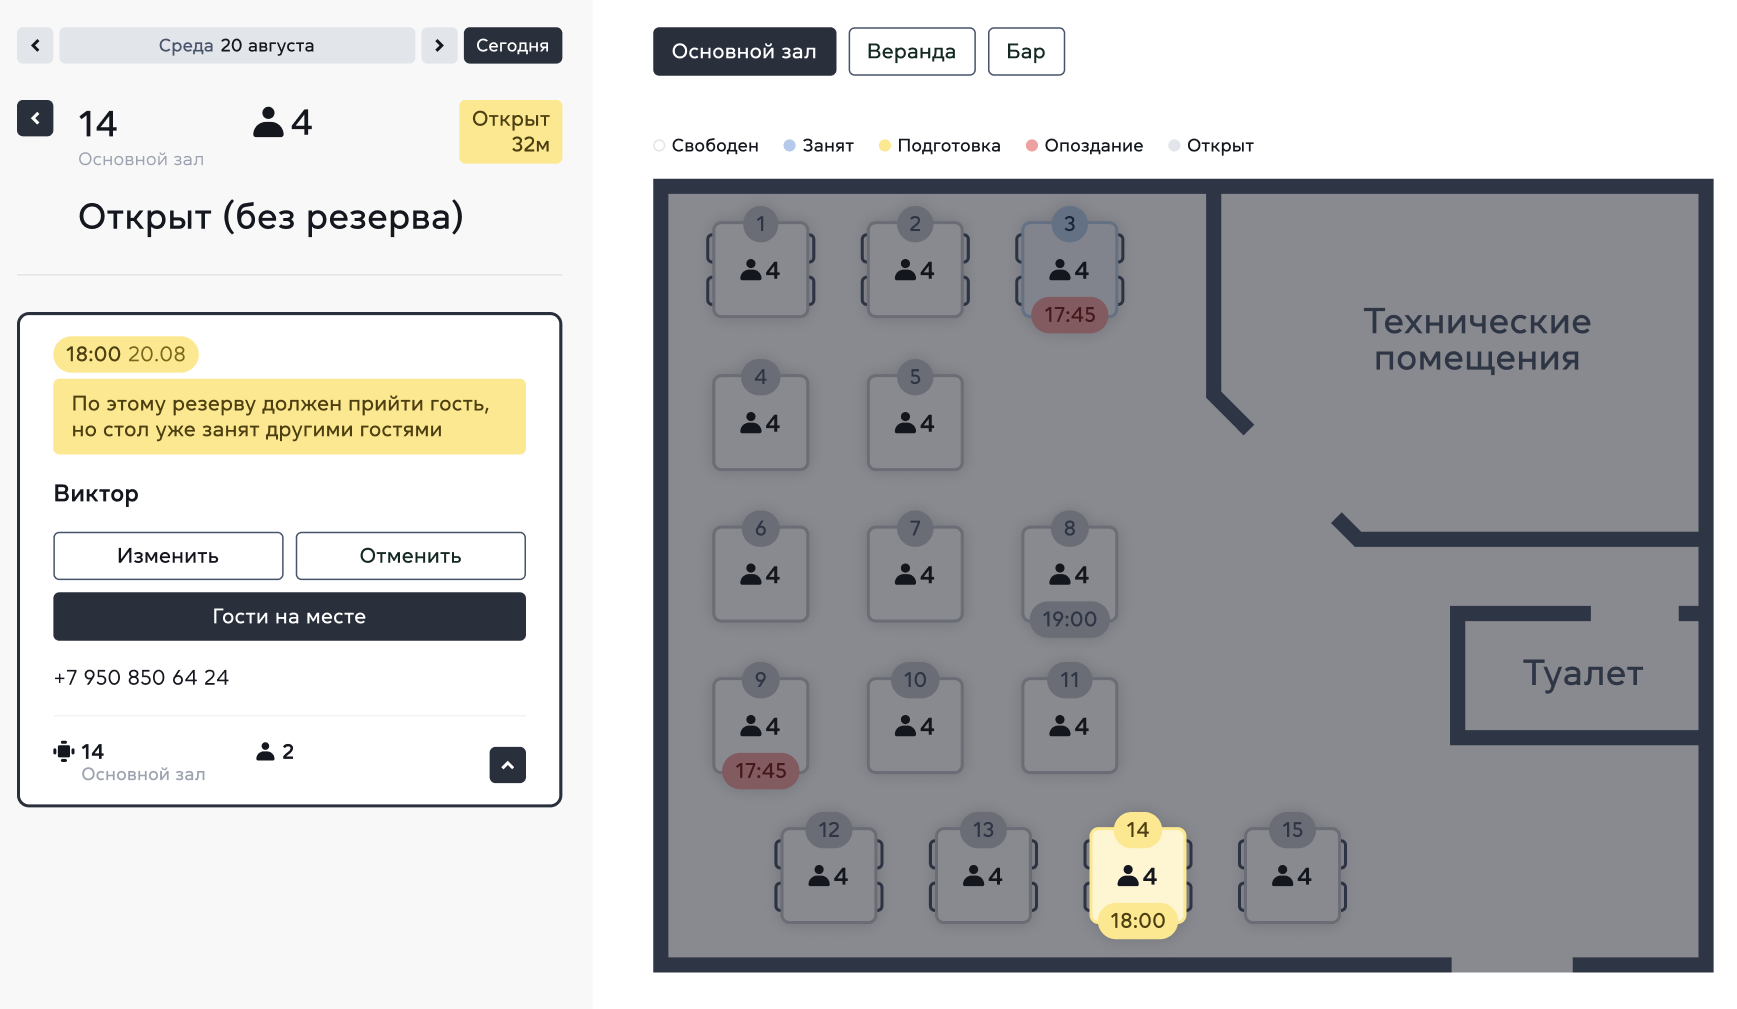 Среда 20 августа
Сегодня
14
4
Основной зал
Открыт
32м
Открыт (без резерва)
18:00 20.08
По этому резерву должен прийти гость,
но стол уже занят другими гостями
Виктор
Изменить
Отменить
Гости на месте
+7 950 850 64 24
14
Основной зал
2
Основной зал
Веранда
Бар
Свободен
Занят
Подготовка
Опоздание
Открыт
1
4
2
4
3
4
17:45
Технические
помещения
4
4
5
4
6
4
7
4
8
4
19:00
9
4
17:45
10
4
11
4
Туалет
12
4
13
4
14
4
18:00
15
4